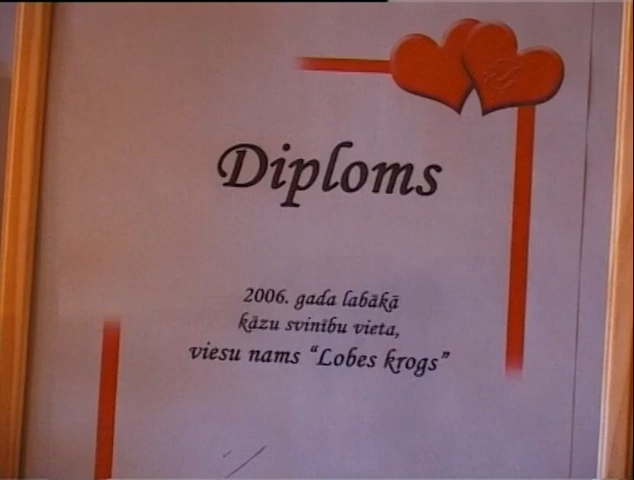 Diploms
2006. gada labākā
kāzu svinību vieta,
viesu nams “Lobes krogs”